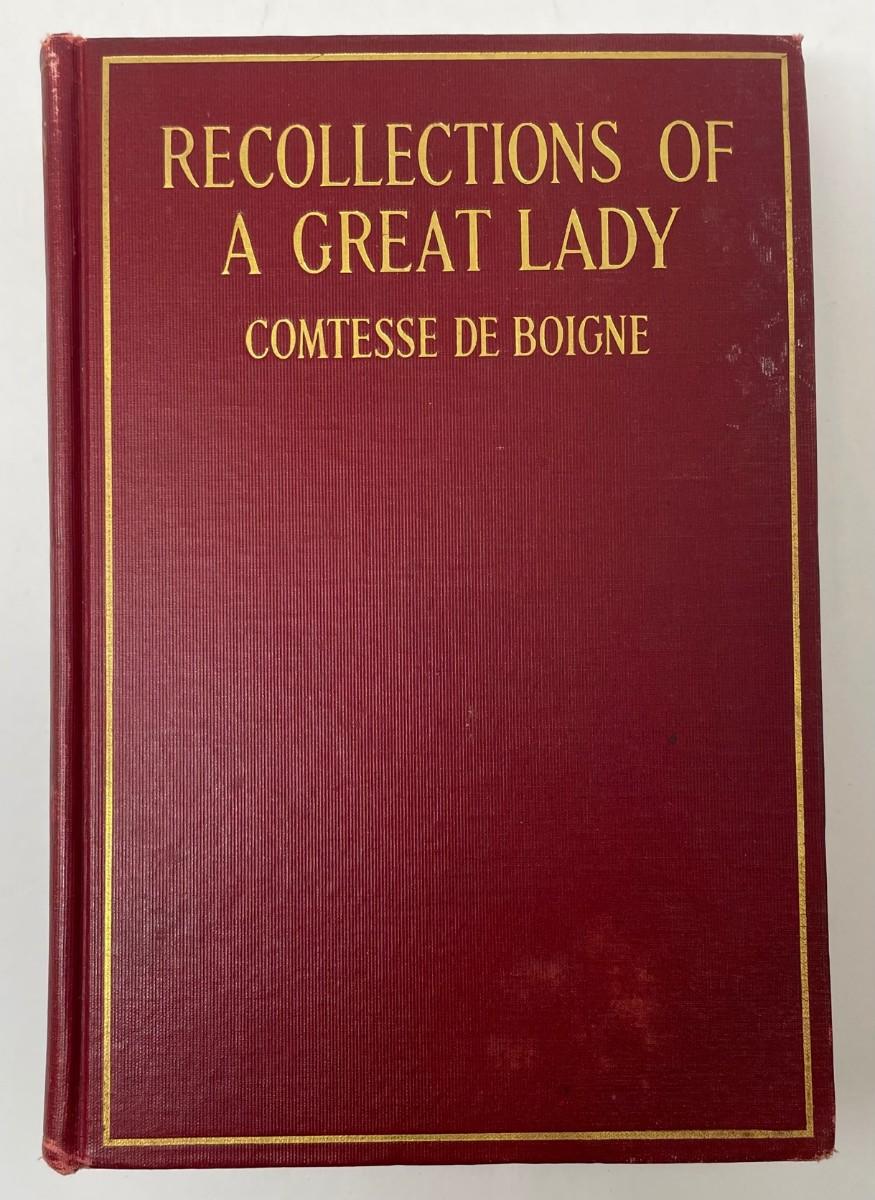 RECOLLECTIONS OF
A GREAT LADY
COMTESSE DE BOIGNE